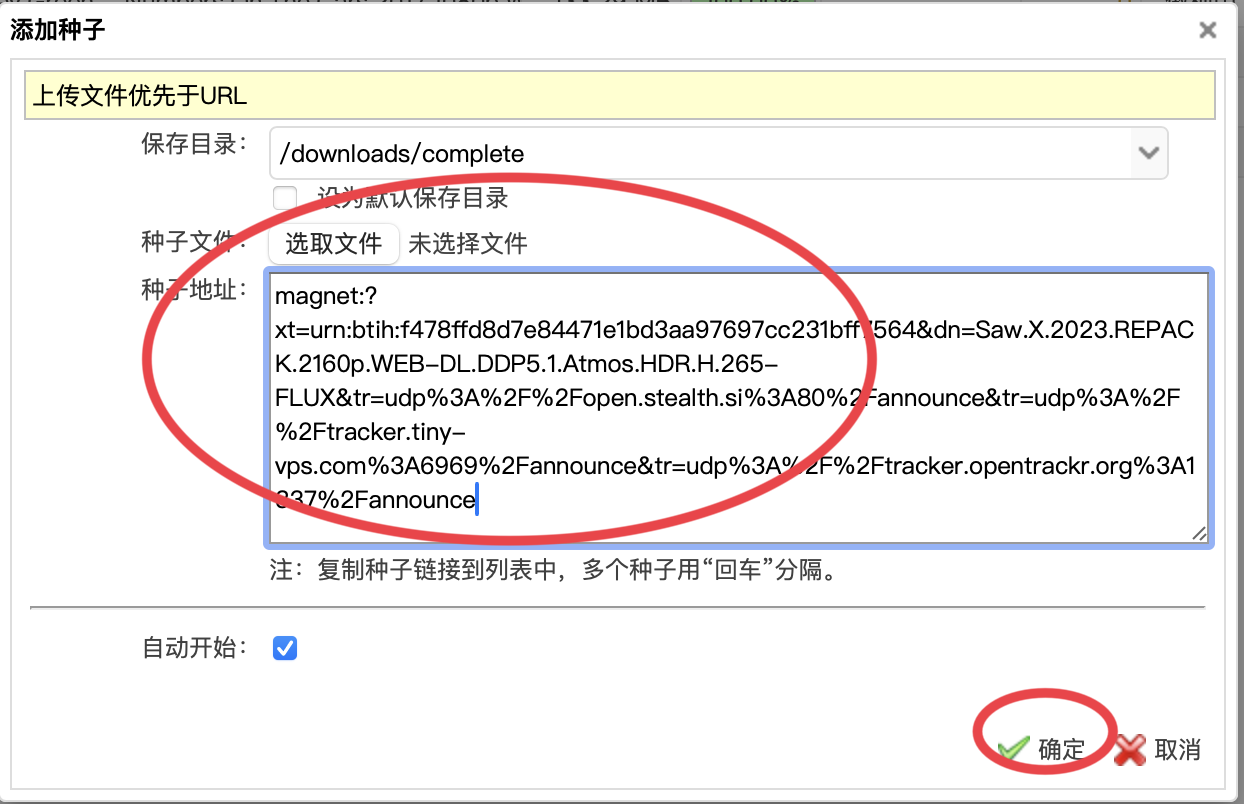 添加种子
上传文件优先于URL
保存目录：
/downloads/complete
设为默认保存目录
种子文件：
选取文件 未选择文件
种子地址：
magnet:?
xt=urn:btih:f478ffd8d7e84471e1bd3aa97697cc231bff7564&dn=Saw.X.2023.REPAC
K.2160p.WEB-DL.DDP5.1.Atmos.HDR.H.265-
FLUX&tr=udp%3A%2F%2Fopen.stealth.si%3A80%2Fannounce&tr=udp%3A%2F
%2Ftracker.tiny-
vps.com%3A6969%2Fannounce&tr=udp%3A%2F%2Ftracker.opentrackr.org%3A1
337%2Fannounce
注：复制种子链接到列表中，多个种子用“回车”分隔。
自动开始：
确定 取消